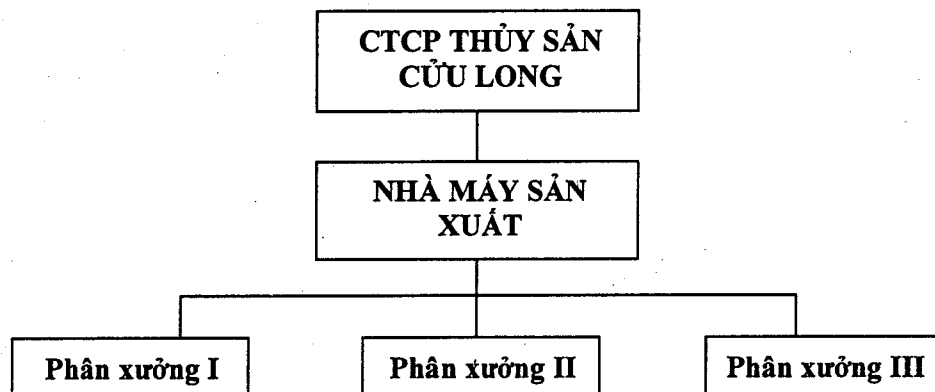 CTCP THỦY SẢN
CỬU LONG
NHÀ MÁY SẢN
XUẤT
Phân xưởng I
Phân xưởng II
Phân xưởng III